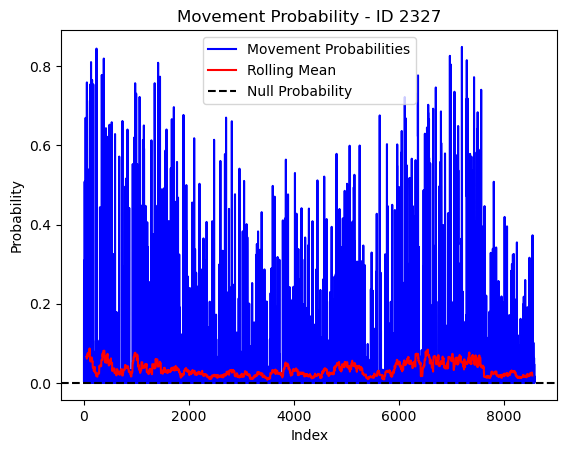 Movement Probability - ID 2327
Movement Probabilities
Rolling Mean
Null Probability
Probability
0.8
0.6
0.4
0.2
0.0
0
2000
4000
6000
8000
Index